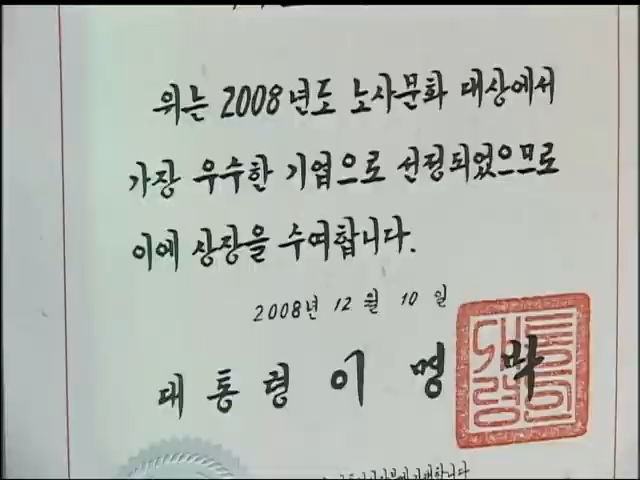 위는 2008년도 노사문화 대상에서
가장 우수한 기업으로 선정되었으므로
이에 상장을 수여합니다.
2008년 12월 10일
대통령 이명박